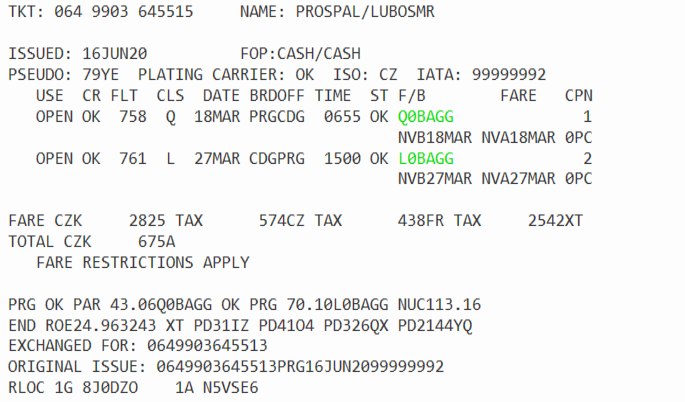 TKT: 064 9903 645515 NAME: PROSPAL/LUBOSMR
ISSUED: 16JUN20 FOP:CASH/CASH
PSEUDO: 79YE PLATING CARRIER: OK ISO: CZ IATA: 99999992
USE CR FLT CLS DATE BRDOFF TIME ST F/B FARE CPN
OPEN OK 758 Q 18MAR PRGCDG 0655 OK Q0BAGG 1
NVB18MAR NVA18MAR 0PC
OPEN OK 761 L 27MAR CDGPRG 1500 OK L0BAGG 2
NVB27MAR NVA27MAR 0PC
FARE CZK 2825 TAX 574CZ TAX 438FR TAX 2542XT
TOTAL CZK 675A
FARE RESTRICTIONS APPLY
PRG OK PAR 43.06Q0BAGG OK PRG 70.10L0BAGG NUC113.16
END ROE24.963243 XT PD31IZ PD41O4 PD326QX PD2144YQ
EXCHANGED FOR: 0649903645513
ORIGINAL ISSUE: 0649903645513PRG16JUN2099999992
RLOC 1G 8J0DZO 1A N5VSE6